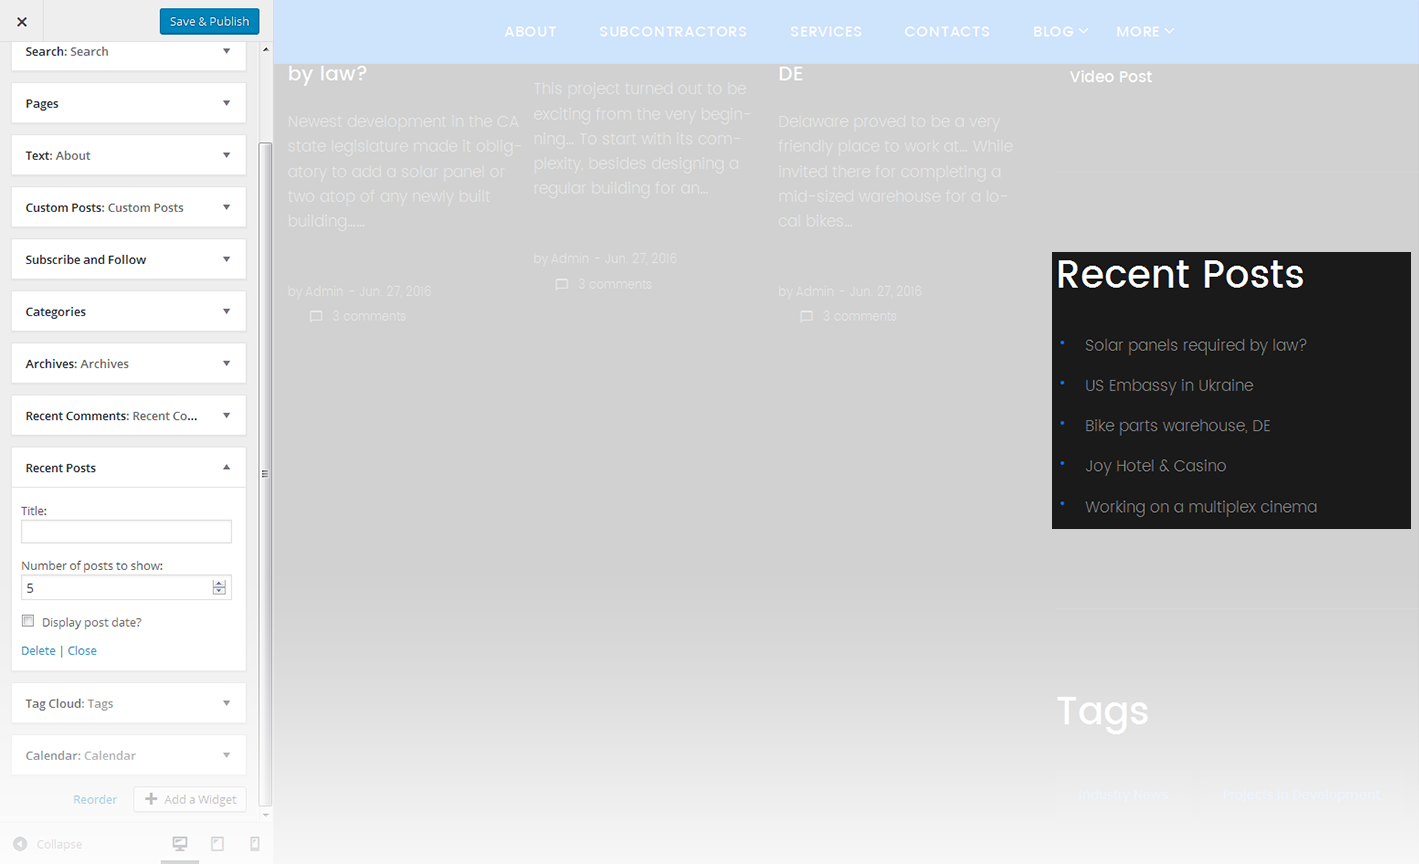 Save & Publish
Search: Search
Pages
Text: About
Custom Posts: Custom Posts
Subscribe and Follow
Categories
Archives: Archives
Recent Comments: Recent Co...
Recent Posts
Title:
Number of posts to show:
5
Display post date?
Delete | Close
Tag Cloud: Tags
Calendar: Calendar
Reorder
Add a Widget
Collapse
ABOUT SUBCONTRACTORS SERVICES CONTACTS BLOG MORE
by law?
Newest development in the CA
state legislature made it oblig-
atory to add a solar panel or
two atop of any newly built
building......
by Admin - Jun. 27, 2016
3 comments
This project turned out to be
exciting from the very begin-
ning... To start with its com-
plexity, besides designing a
regular building for an...
by Admin - Jun. 27, 2016
3 comments
DE
Delaware proved to be a very
friendly place to work at... While
invited there for completing a
mid-sized warehouse for a lo-
cal bikes...
by Admin - Jun. 27, 2016
3 comments
Video Post
Recent Posts
Solar panels required by law?
US Embassy in Ukraine
Bike parts warehouse, DE
Joy Hotel & Casino
Working on a multiplex cinema
Tags
Industry News
Projects in Development